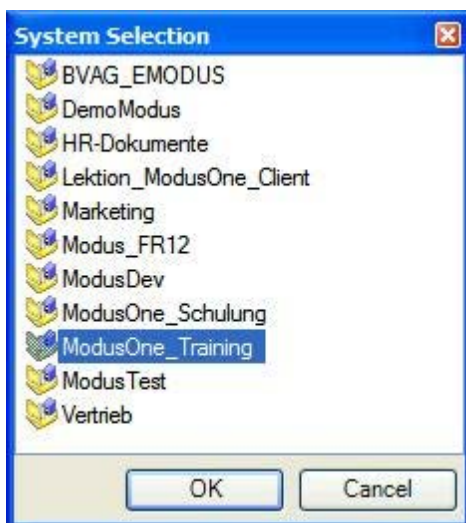 System Selection
BVAG_EMODUS
DemoModus
HR-Dokumente
Lektion_ModusOne_Client
Marketing
Modus_FR12
ModusDev
ModusOne_Schulung
ModusOne_Training
ModusTest
Vertrieb
OK Cancel